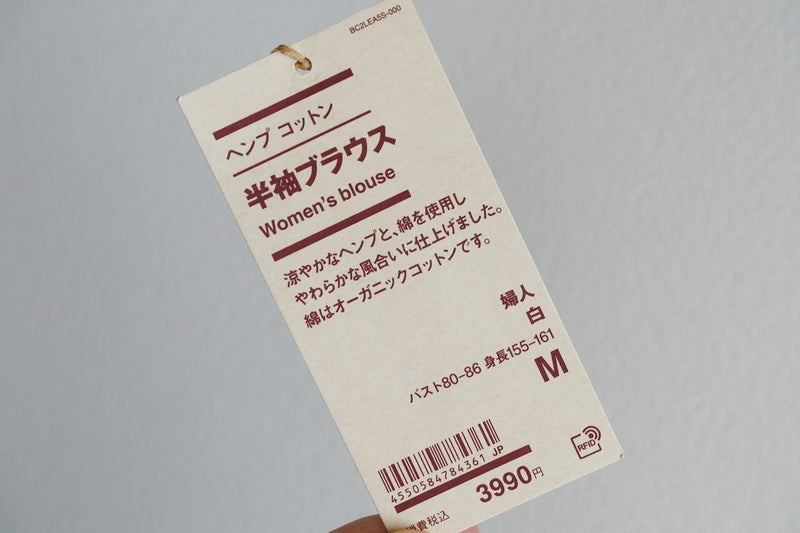 BC2LEA5S-000
ヘンプ コットン
半袖ブラウス
Women's blouse
涼やかなヘンプと、綿を使用し
やわらかな風合いに仕上げました。
綿はオーガニックコットンです。
婦人
白
バスト80-86 身長155-161
M
4550584784361 JP
RFID
3990円
消費税込